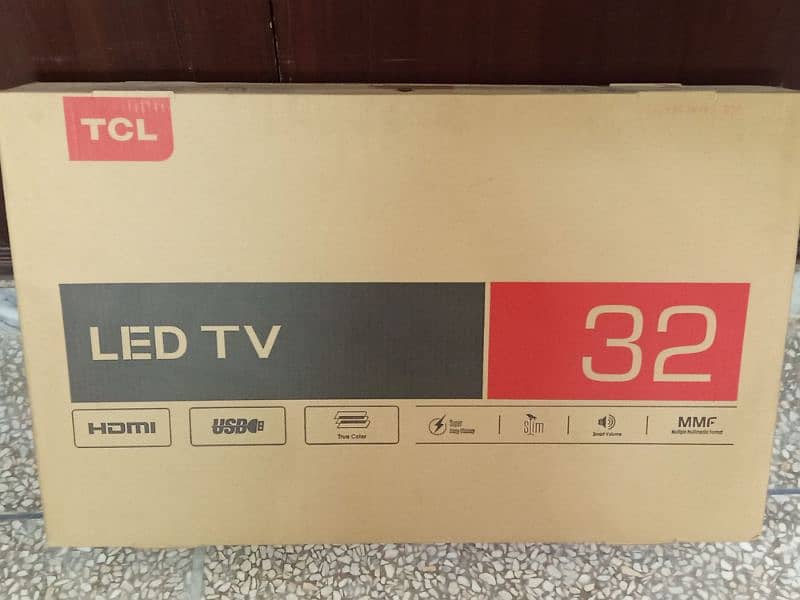 TCL
LED TV
32
HDMI
USB
True Color
Super
Slim
Smart Volume
MMF
Multiple Multimedia Format